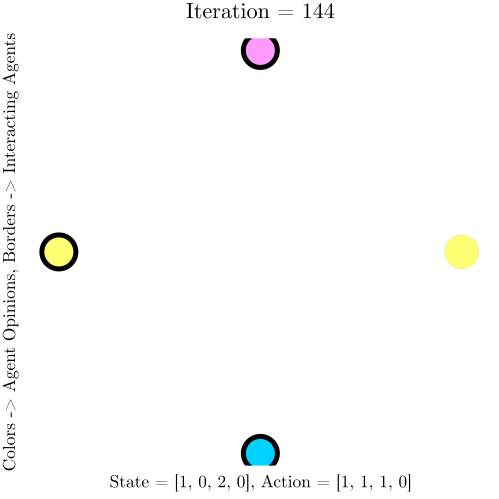 Iteration = 144
Colors -> Agent Opinions, Borders -> Interacting Agents
State = [1, 0, 2, 0], Action = [1, 1, 1, 0]